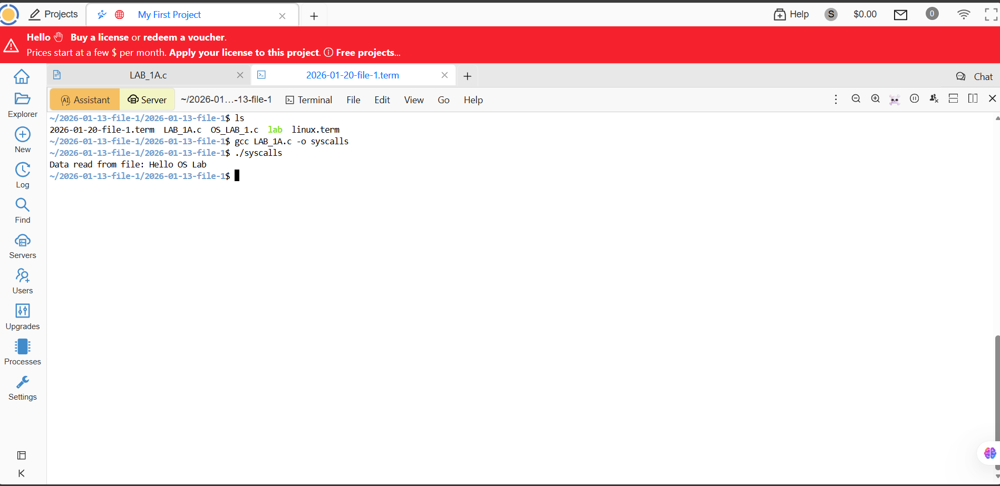 Projects
My First Project
Help
S
$0.00
0
Hello Buy a license or redeem a voucher.
Prices start at a few $ per month. Apply your license to this project. Free projects...
LAB_1A.c
2026-01-20-file-1.term
Chat
AI Assistant
Server
~/2026-01...-13-file-1
Terminal
File
Edit
View
Go
Help
Explorer
New
Log
Find
Servers
Users
Upgrades
Processes
Settings
~/2026-01-13-file-1/2026-01-13-file-1$ ls
2026-01-20-file-1.term LAB_1A.c OS_LAB_1.c lab linux.term
~/2026-01-13-file-1/2026-01-13-file-1$ gcc LAB_1A.c -o syscalls
~/2026-01-13-file-1/2026-01-13-file-1$ ./syscalls
Data read from file: Hello OS Lab
~/2026-01-13-file-1/2026-01-13-file-1$